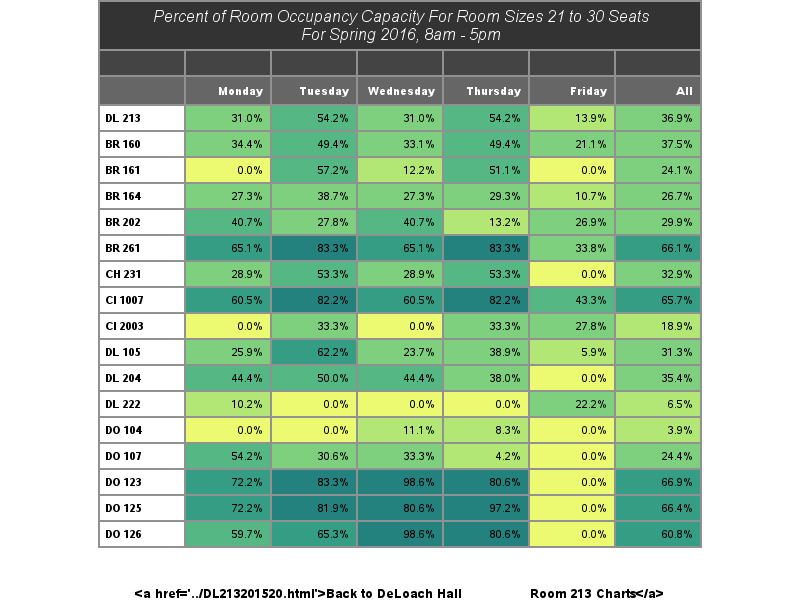 Percent of Room Occupancy Capacity For Room Sizes 21 to 30 Seats
For Spring 2016, 8am - 5pm
Monday Tuesday Wednesday Thursday Friday All
DL 213 31.0% 54.2% 31.0% 54.2% 13.9% 36.9%
BR 160 34.4% 49.4% 33.1% 49.4% 21.1% 37.5%
BR 161 0.0% 57.2% 12.2% 51.1% 0.0% 24.1%
BR 164 27.3% 38.7% 27.3% 29.3% 10.7% 26.7%
BR 202 40.7% 27.8% 40.7% 13.2% 26.9% 29.9%
BR 261 65.1% 83.3% 65.1% 83.3% 33.8% 66.1%
CH 231 28.9% 53.3% 28.9% 53.3% 0.0% 32.9%
CI 1007 60.5% 82.2% 60.5% 82.2% 43.3% 65.7%
CI 2003 0.0% 33.3% 0.0% 33.3% 27.8% 18.9%
DL 105 25.9% 62.2% 23.7% 38.9% 5.9% 31.3%
DL 204 44.4% 50.0% 44.4% 38.0% 0.0% 35.4%
DL 222 10.2% 0.0% 0.0% 0.0% 22.2% 6.5%
DO 104 0.0% 0.0% 11.1% 8.3% 0.0% 3.9%
DO 107 54.2% 30.6% 33.3% 4.2% 0.0% 24.4%
DO 123 72.2% 83.3% 98.6% 80.6% 0.0% 66.9%
DO 125 72.2% 81.9% 80.6% 97.2% 0.0% 66.4%
DO 126 59.7% 65.3% 98.6% 80.6% 0.0% 60.8%
<a href='../DL213201520.html'>Back to DeLoach Hall Room 213 Charts</a>